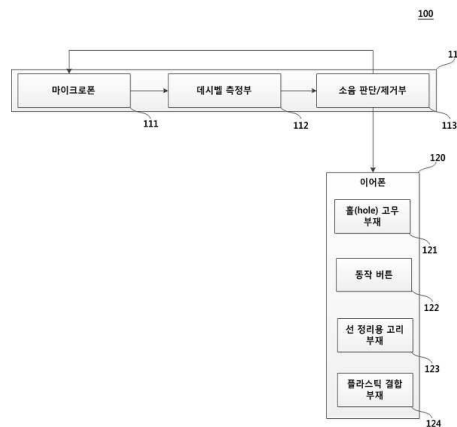 100
11
마이크로폰
데시벨 측정부
소음 판단/제거부
111
112
113
120
이어폰
홀(hole) 고무
부재
121
동작 버튼
122
선 정리용 고리
부재
123
플라스틱 결합
부재
124